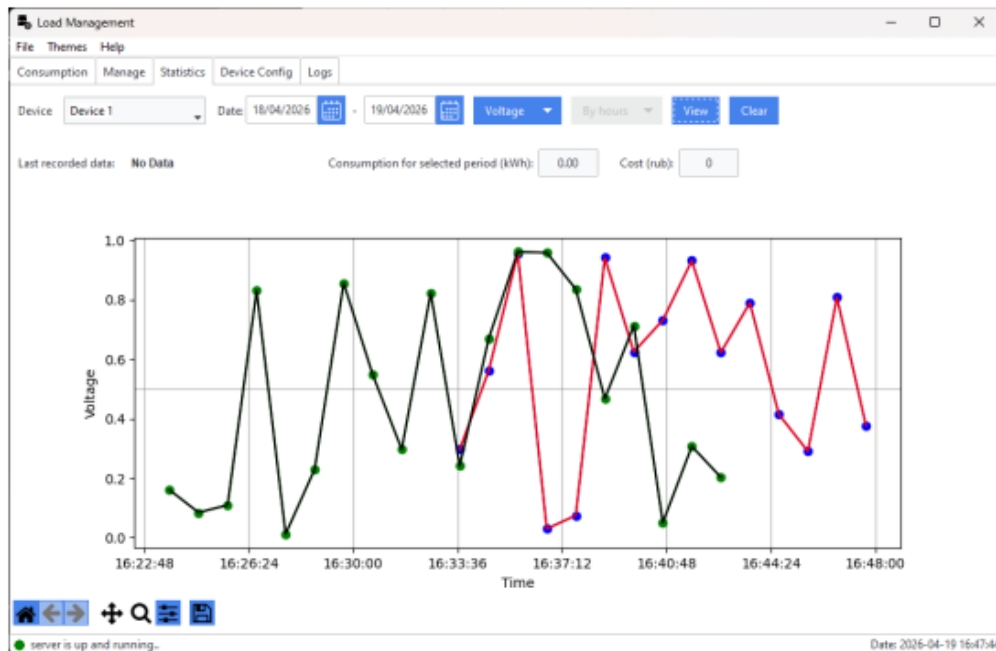 Load Management
File Themes Help
Consumption Manage Statistics Device Config Logs
Device Device 1 Date: 18/04/2026 - 19/04/2026 Voltage By hours View Clear
Last recorded data: No Data Consumption for selected period (kWh): 0.00 Cost (rub): 0
1.0
0.8
0.6
0.4
0.2
0.0
Voltage
16:22:48 16:26:24 16:30:00 16:33:36 16:37:12 16:40:48 16:44:24 16:48:00
Time
server is up and running.. Date: 2026-04-19